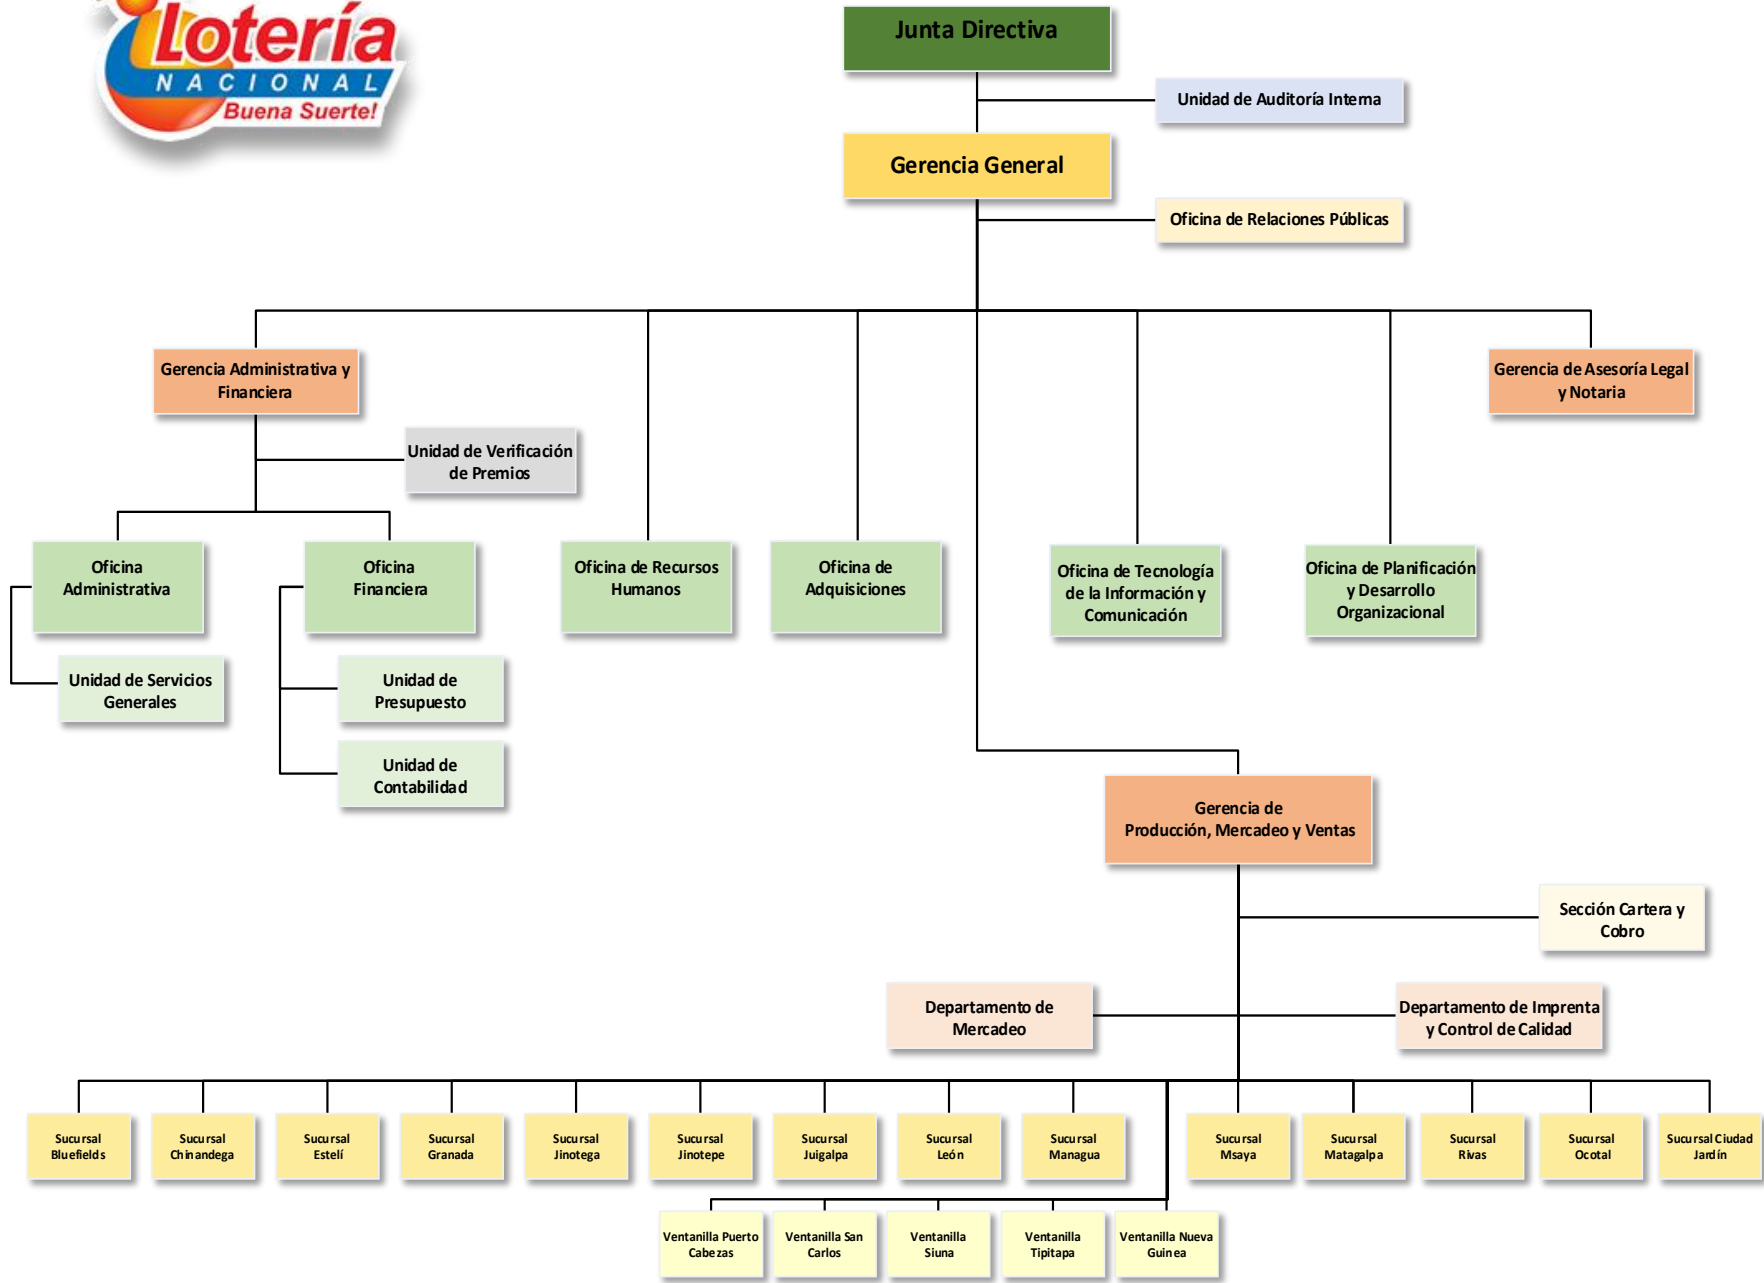 Lotería
NACIONAL
Buena Suerte!
Junta Directiva
Unidad de Auditoría Interna
Gerencia General
Oficina de Relaciones Públicas
Gerencia Administrativa y
Financiera
Gerencia de Asesoría Legal
y Notaria
Unidad de Verificación
de Premios
Oficina
Administrativa
Oficina
Financiera
Oficina de Recursos
Humanos
Oficina de
Adquisiciones
Oficina de Tecnología
de la Información y
Comunicación
Oficina de Planificación
y Desarrollo
Organizacional
Unidad de Servicios
Generales
Unidad de
Presupuesto
Unidad de
Contabilidad
Gerencia de
Producción, Mercadeo y Ventas
Sección Cartera y
Cobro
Departamento de
Mercadeo
Departamento de Imprenta
y Control de Calidad
Sucursal
Bluefields
Sucursal
Chinandega
Sucursal
Estelí
Sucursal
Granada
Sucursal
Jinotega
Sucursal
Jinotepe
Sucursal
Juigalpa
Sucursal
León
Sucursal
Managua
Sucursal
Msaya
Sucursal
Matagalpa
Sucursal
Rivas
Sucursal
Ocotal
Sucursal Ciudad
Jardín
Ventanilla Puerto
Cabezas
Ventanilla San
Carlos
Ventanilla
Siuna
Ventanilla
Tipitapa
Ventanilla Nueva
Guinea